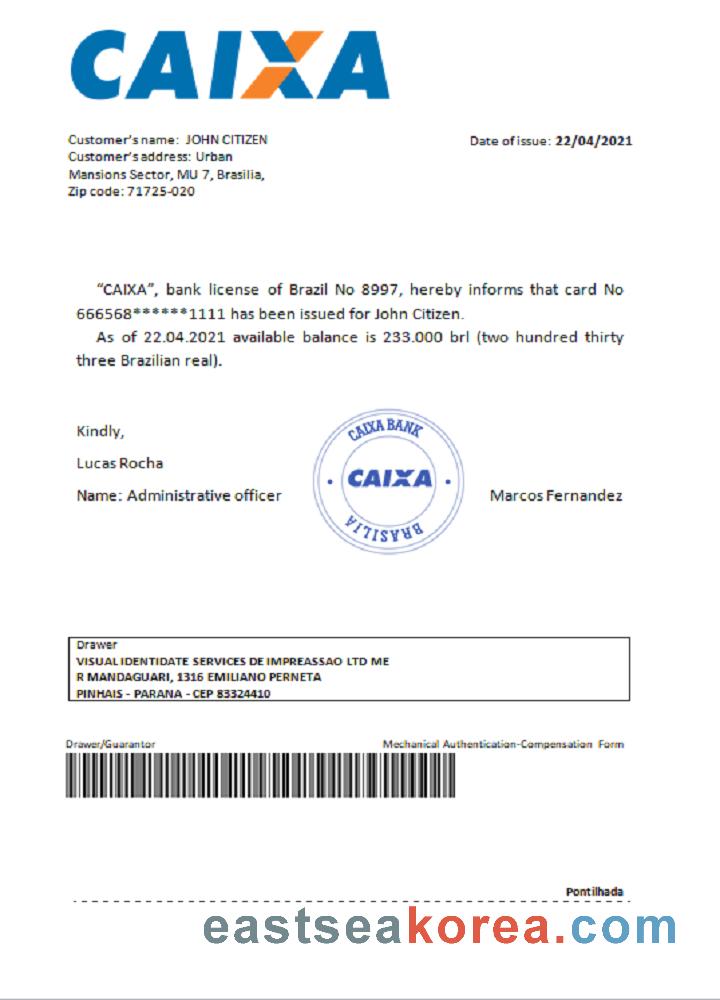 CAIXA
Customer's name: JOHN CITIZEN
Date of issue: 22/04/2021
Customer's address: Urban
Mansions Sector, MU 7, Brasilia,
Zip code: 71725-020
"CAIXA", bank license of Brazil No 8997, hereby informs that card No
666568******1111 has been issued for John Citizen.
As of 22.04.2021 available balance is 233.000 brl (two hundred thirty
three Brazilian real).
Kindly,
Lucas Rocha
Name: Administrative officer
CAIXA BANK
CAIXA
BRASILIA
Marcos Fernandez
Drawer
VISUAL IDENTIDATE SERVICES DE IMPREASSAO LTD ME
R MANDAGUARI, 1316 EMILIANO PERNETA
PINHAIS - PARANA - CEP 83324410
Drawer/Guarantor
Mechanical Authentication-Compensation Form
Pontilhada
eastseakorea.com